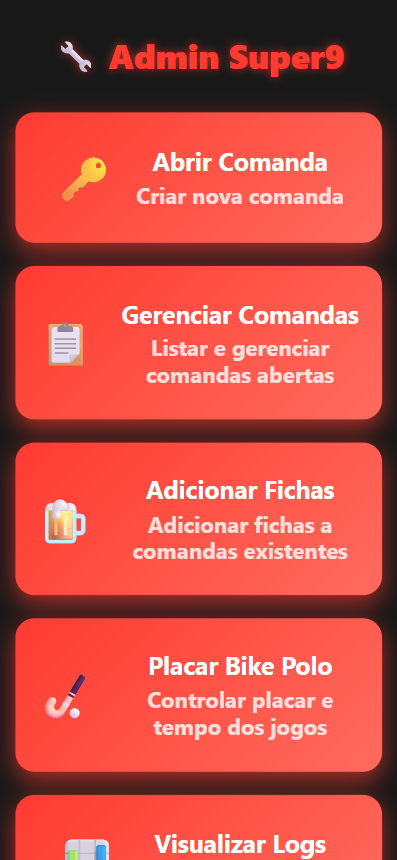 Admin Super9
Abrir Comanda
Criar nova comanda
Gerenciar Comandas
Listar e gerenciar
comandas abertas
Adicionar Fichas
Adicionar fichas a
comandas existentes
Placar Bike Polo
Controlar placar e
tempo dos jogos
Visualizar Logs